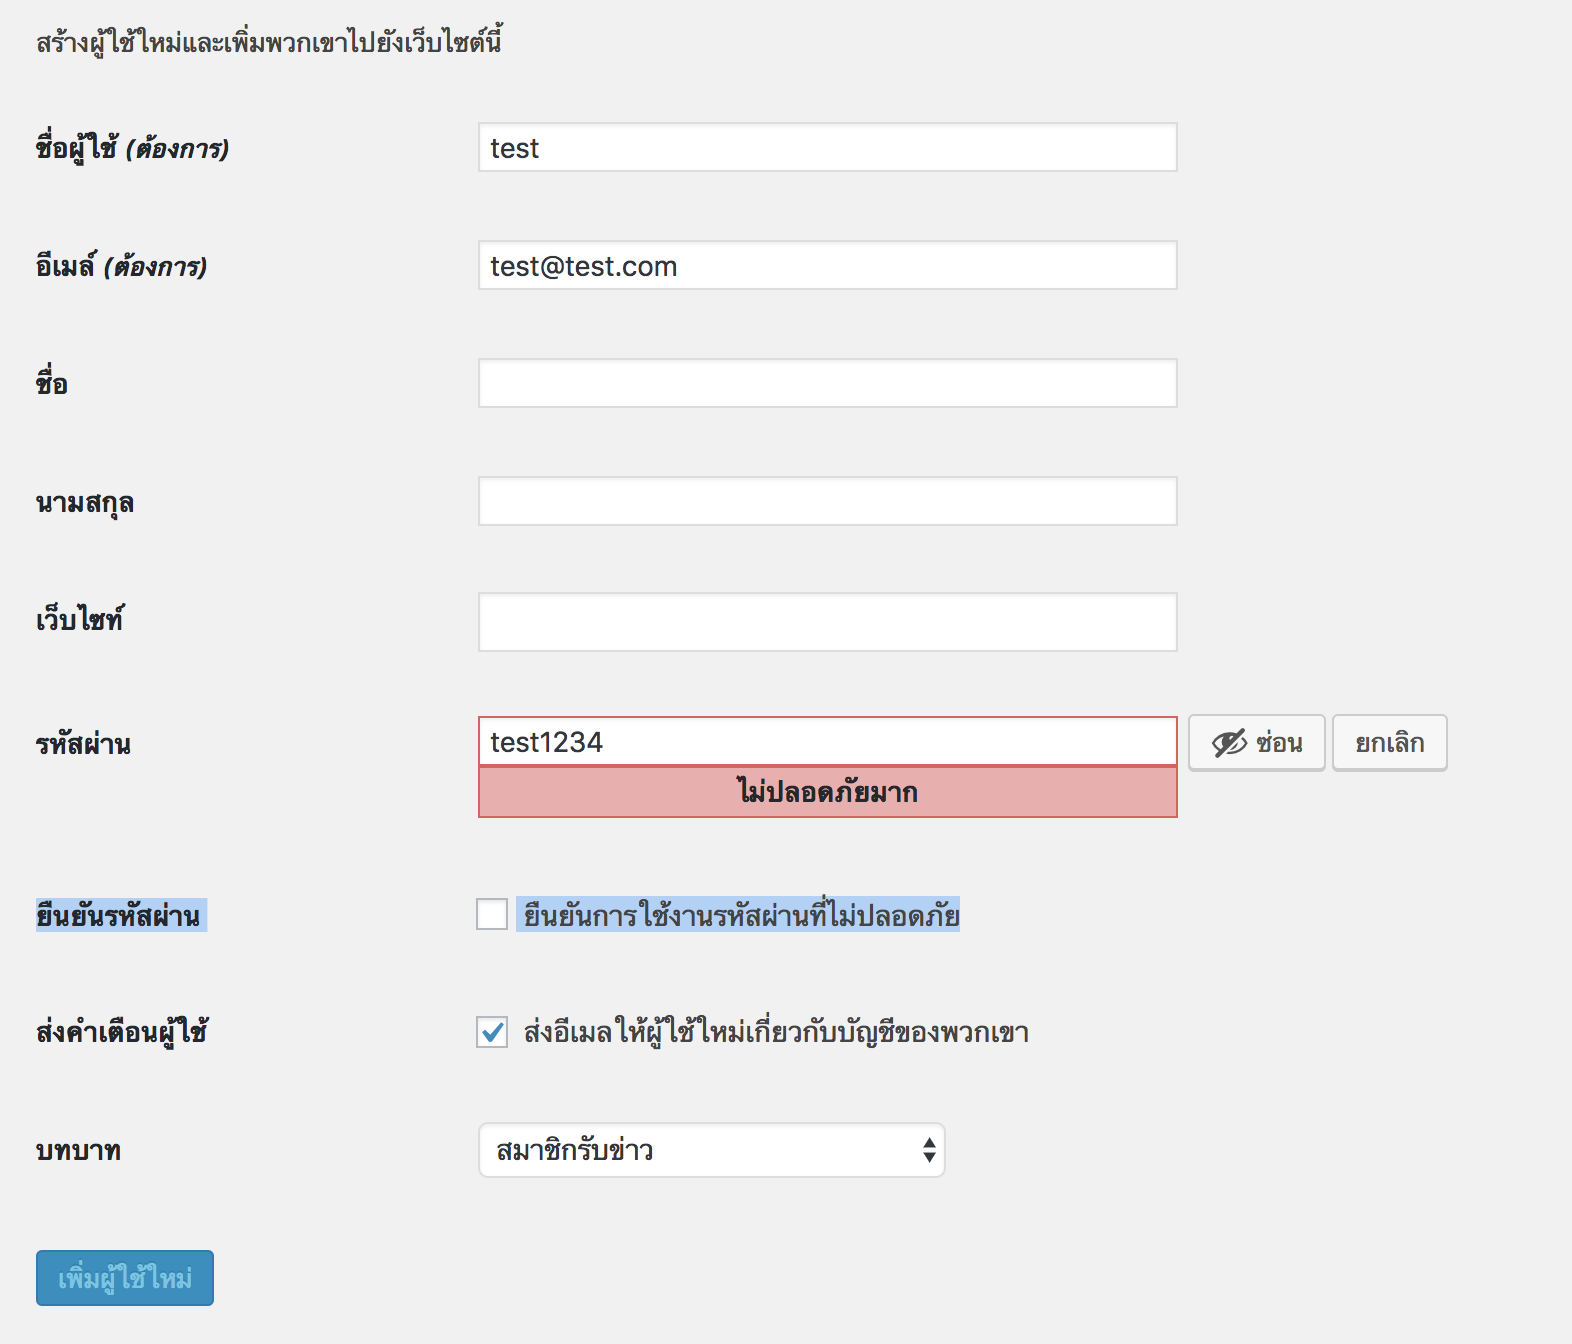 สร้างผู้ใช้ใหม่และเพิ่มพวกเขาไปยังเว็บไซต์นี้
ชื่อผู้ใช้ (ต้องการ) test
อีเมล์ (ต้องการ) test@test.com
ชื่อ
นามสกุล
เว็บไซท์
รหัสผ่าน test1234 ซ่อน ยกเลิก
ไม่ปลอดภัยมาก
ยืนยันรหัสผ่าน ยืนยันการใช้งานรหัสผ่านที่ไม่ปลอดภัย
ส่งคำเตือนผู้ใช้ ส่งอีเมลให้ผู้ใช้ใหม่เกี่ยวกับบัญชีของพวกเขา
บทบาท สมาชิกรับข่าว
เพิ่มผู้ใช้ใหม่